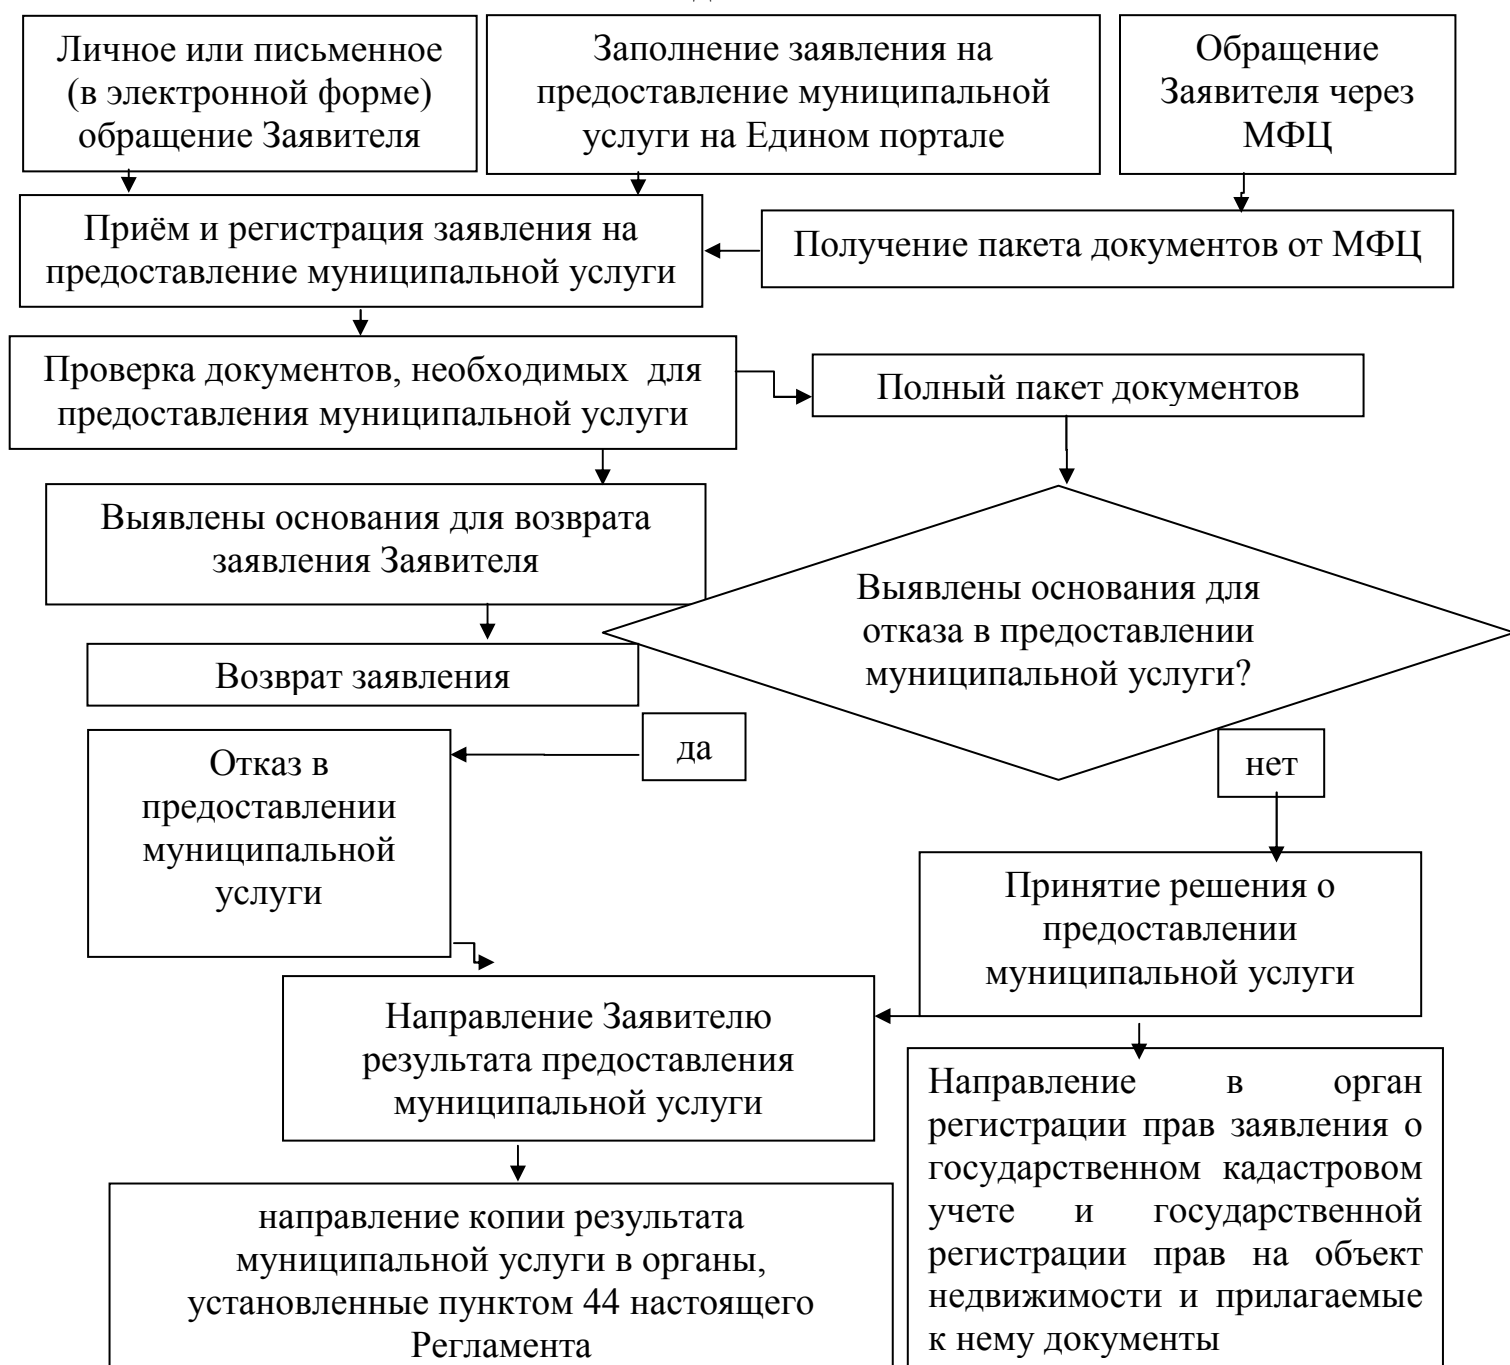 Личное или письменное
(в электронной форме)
обращение Заявителя
Заполнение заявления на
предоставление муниципальной
услуги на Едином портале
Обращение
Заявителя через
МФЦ
Приём и регистрация заявления на
предоставление муниципальной услуги
Получение пакета документов от МФЦ
Проверка документов, необходимых для
предоставления муниципальной услуги
Полный пакет документов
Выявлены основания для возврата
заявления Заявителя
Выявлены основания для
отказа в предоставлении
муниципальной услуги?
Возврат заявления
да
нет
Отказ в
предоставлении
муниципальной
услуги
Принятие решения о
предоставлении
муниципальной услуги
Направление Заявителю
результата предоставления
муниципальной услуги
Направление в орган
регистрации прав заявления о
государственном кадастровом
учете и государственной
регистрации прав на объект
недвижимости и прилагаемые
к нему документы
направление копии результата
муниципальной услуги в органы,
установленные пунктом 44 настоящего
Регламента